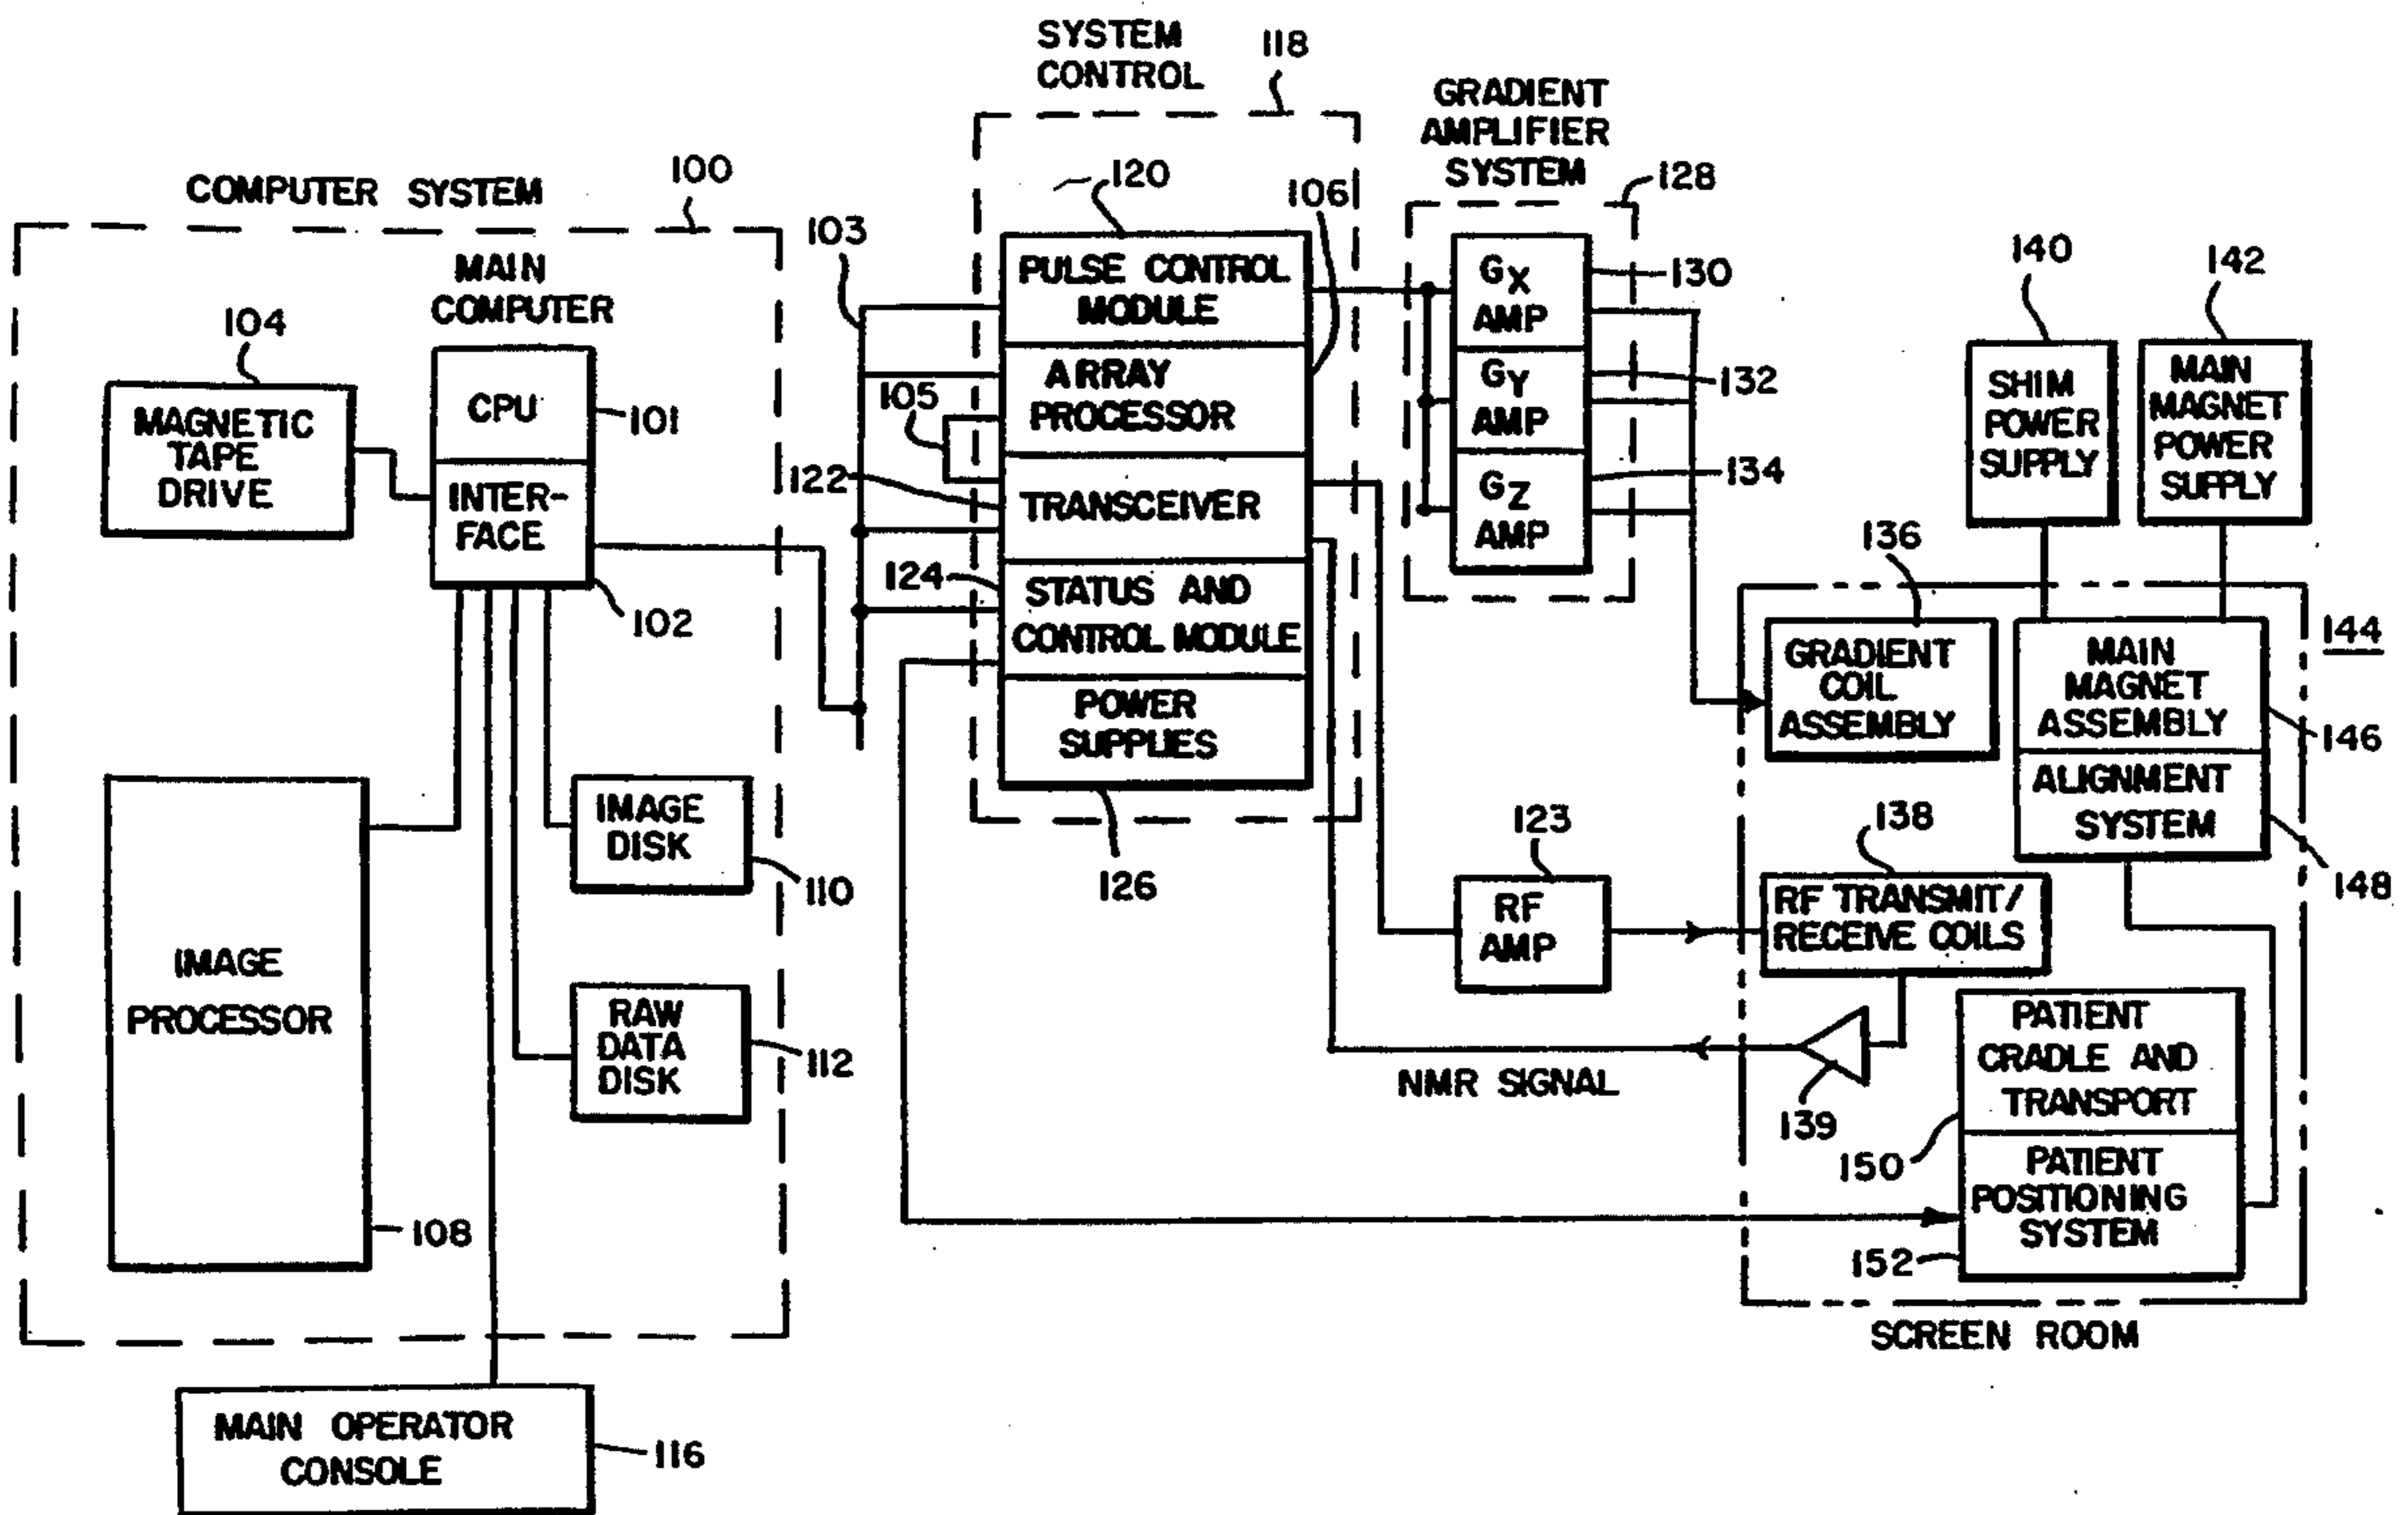 SYSTEM
CONTROL
118
GRADIENT
AMPLIFIER
SYSTEM
128
COMPUTER SYSTEM
100
MAIN
COMPUTER
104
MAGNETIC
TAPE
DRIVE
CPU
101
INTER-
FACE
102
103
105
120
106
PULSE CONTROL
MODULE
ARRAY
PROCESSOR
122
TRANSCEIVER
124
STATUS AND
CONTROL MODULE
POWER
SUPPLIES
126
GX
AMP
130
GY
AMP
132
GZ
AMP
134
140
SHIM
POWER
SUPPLY
142
MAIN
MAGNET
POWER
SUPPLY
136
GRADIENT
COIL
ASSEMBLY
144
MAIN
MAGNET
ASSEMBLY
146
ALIGNMENT
SYSTEM
148
IMAGE
PROCESSOR
108
IMAGE
DISK
110
RAW
DATA
DISK
112
123
RF
AMP
138
RF TRANSMIT/
RECEIVE COILS
NMR SIGNAL
139
PATIENT
CRADLE AND
TRANSPORT
150
PATIENT
POSITIONING
SYSTEM
152
SCREEN ROOM
MAIN OPERATOR
CONSOLE
116